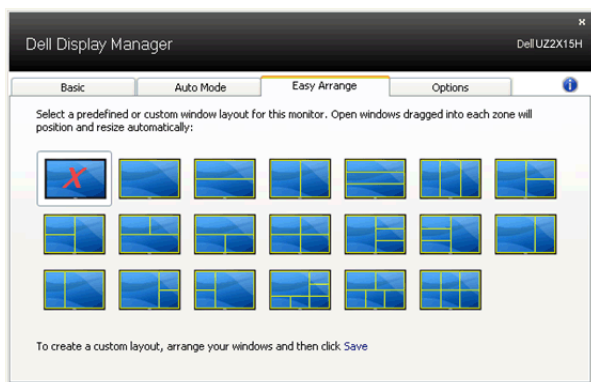 Dell Display Manager
Dell UZ2X15H
Basic
Auto Mode
Easy Arrange
Options
Select a predefined or custom window layout for this monitor. Open windows dragged into each zone will
position and resize automatically:
To create a custom layout, arrange your windows and then click Save